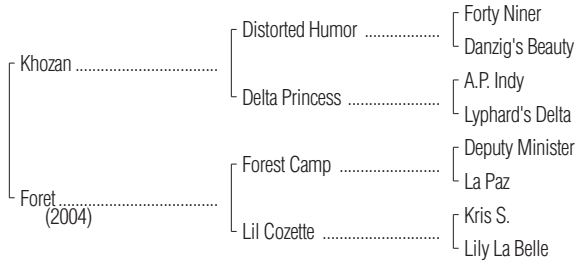 Forty Niner
Distorted Humor ..................
Danzig's Beauty
Khozan ...................................
A.P. Indy
Delta Princess ....................
Lyphard's Delta
Deputy Minister
Forest Camp ......................
La Paz
Foret .......................................
(2004)
Kris S.
Lil Cozette ..........................
Lily La Belle